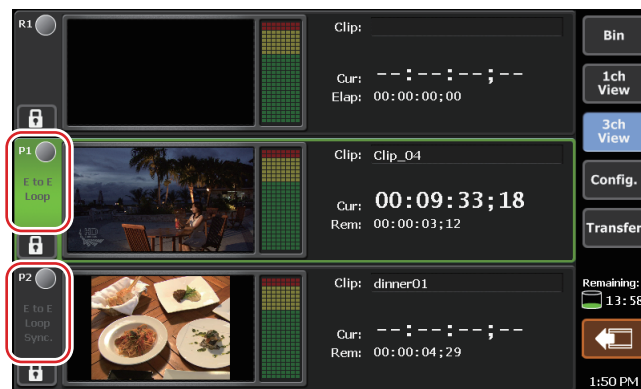 R1
Clip:
Cur: --:--:--;--
Elap: 00:00:00;00
P1
E to E
Loop
Clip: Clip_04
Cur: 00:09:33;18
Rem: 00:00:03;12
P2
E to E
Loop
Sync.
Clip: dinner01
Cur: --:--:--;--
Rem: 00:00:04;29
Bin
1ch
View
3ch
View
Config.
Transfer
Remaining:
13:58
1:50 PM